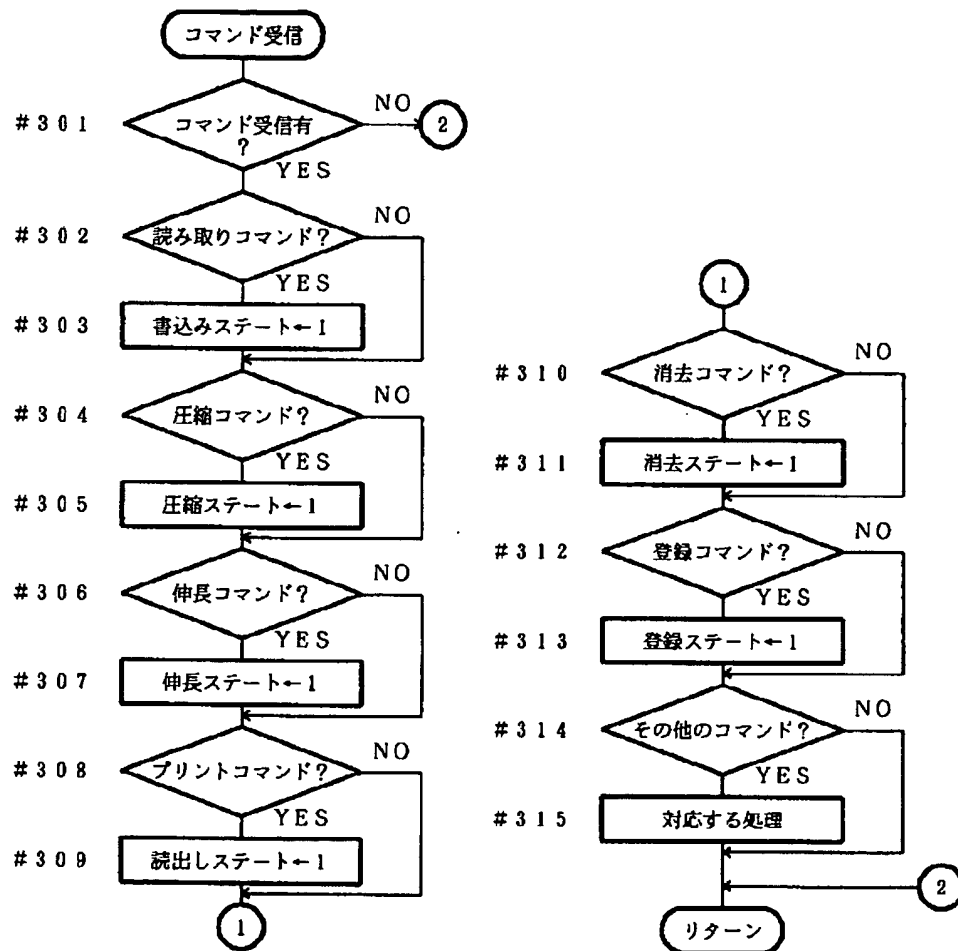 コマンド受信
#301
コマンド受信有
?
NO
2
YES
#302
読み取りコマンド?
NO
YES
#303
書込みステート←1
#304
圧縮コマンド?
NO
YES
#305
圧縮ステート←1
#306
伸長コマンド?
NO
YES
#307
伸長ステート←1
#308
プリントコマンド?
NO
YES
#309
読出しステート←1
1
1
#310
消去コマンド?
NO
YES
#311
消去ステート←1
#312
登録コマンド?
NO
YES
#313
登録ステート←1
#314
その他のコマンド?
NO
YES
#315
対応する処理
2
リターン